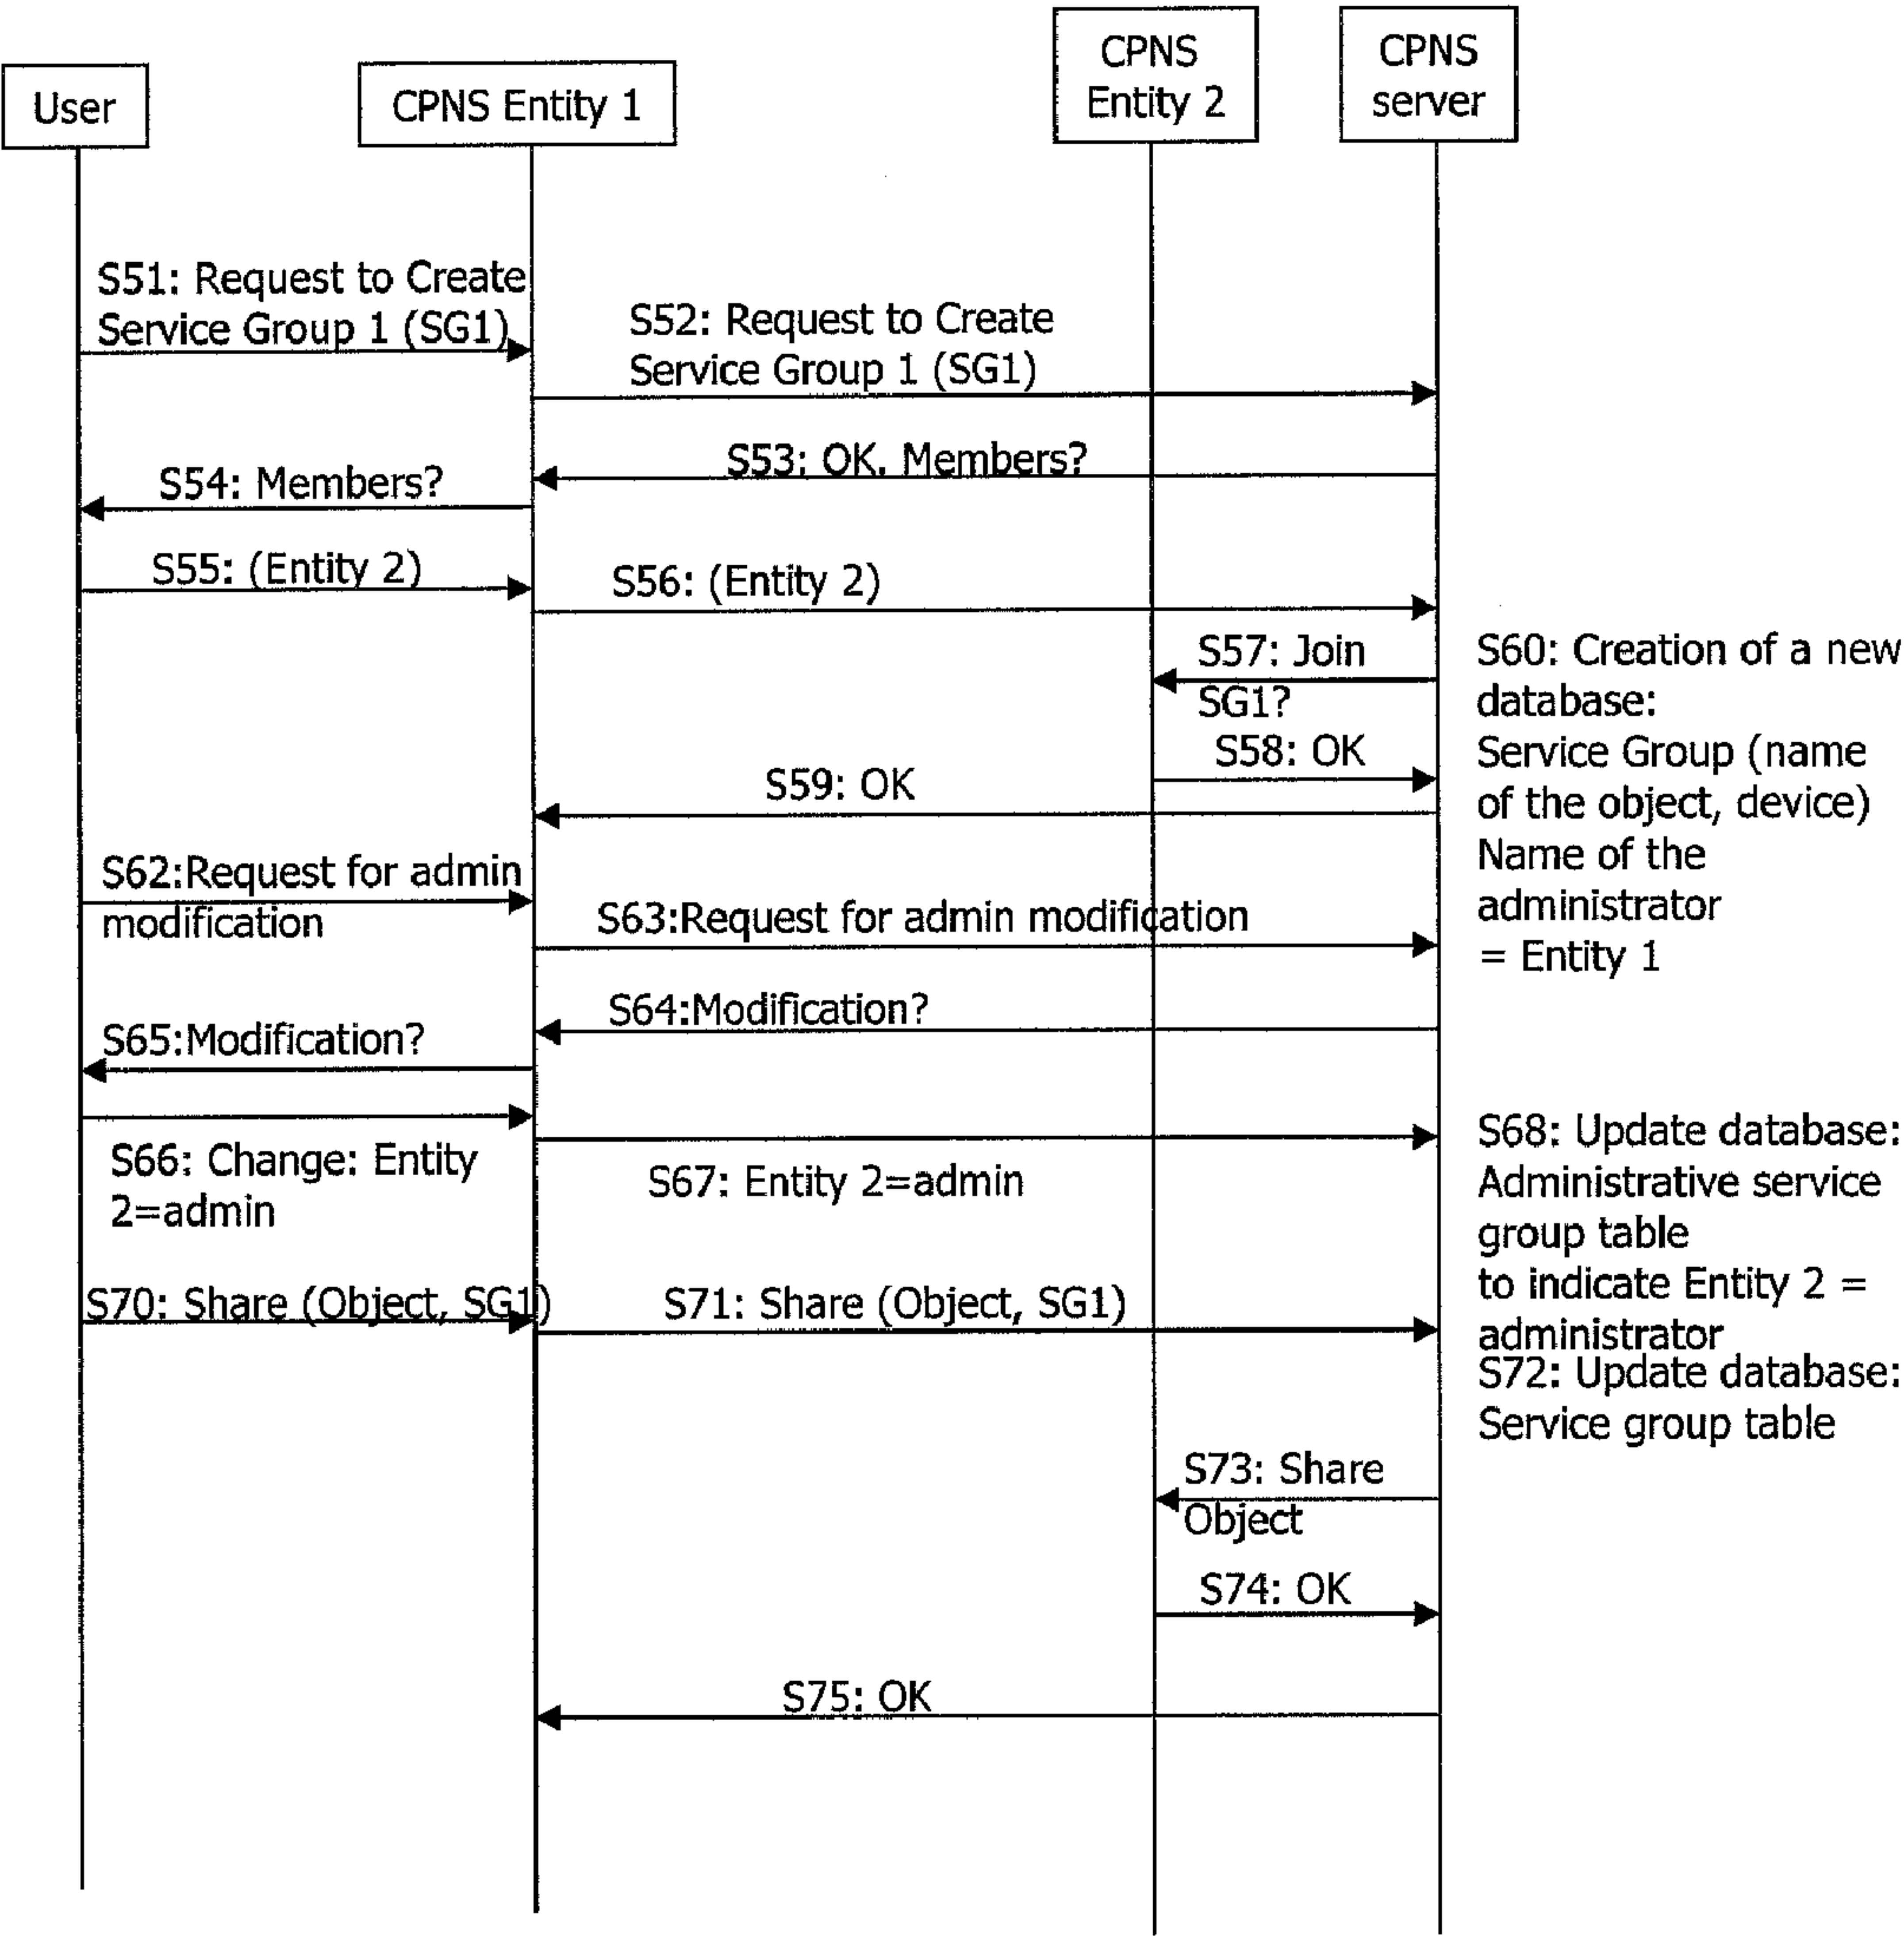 User
CPNS Entity 1
CPNS
Entity 2
CPNS
server
S51: Request to Create
Service Group 1 (SG1)
S52: Request to Create
Service Group 1 (SG1)
S53: OK. Members?
S54: Members?
S55: (Entity 2)
S56: (Entity 2)
S57: Join
SG1?
S58: OK
S59: OK
S60: Creation of a new
database:
Service Group (name
of the object, device)
Name of the
administrator
= Entity 1
S62:Request for admin
modification
S63:Request for admin modification
S64:Modification?
S65:Modification?
S66: Change: Entity
2=admin
S67: Entity 2=admin
S68: Update database:
Administrative service
group table
to indicate Entity 2 =
administrator
S70: Share (Object, SG1)
S71: Share (Object, SG1)
S72: Update database:
Service group table
S73: Share
Object
S74: OK
S75: OK